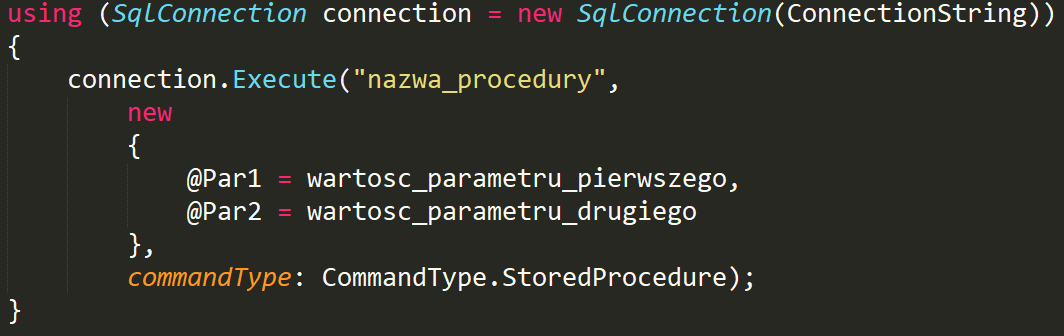 using (SqlConnection connection = new SqlConnection(ConnectionString))
{
    connection.Execute("nazwa_procedury",
        new
        {
            @Par1 = wartosc_parametru_pierwszego,
            @Par2 = wartosc_parametru_drugiego
        },
        commandType: CommandType.StoredProcedure);
}